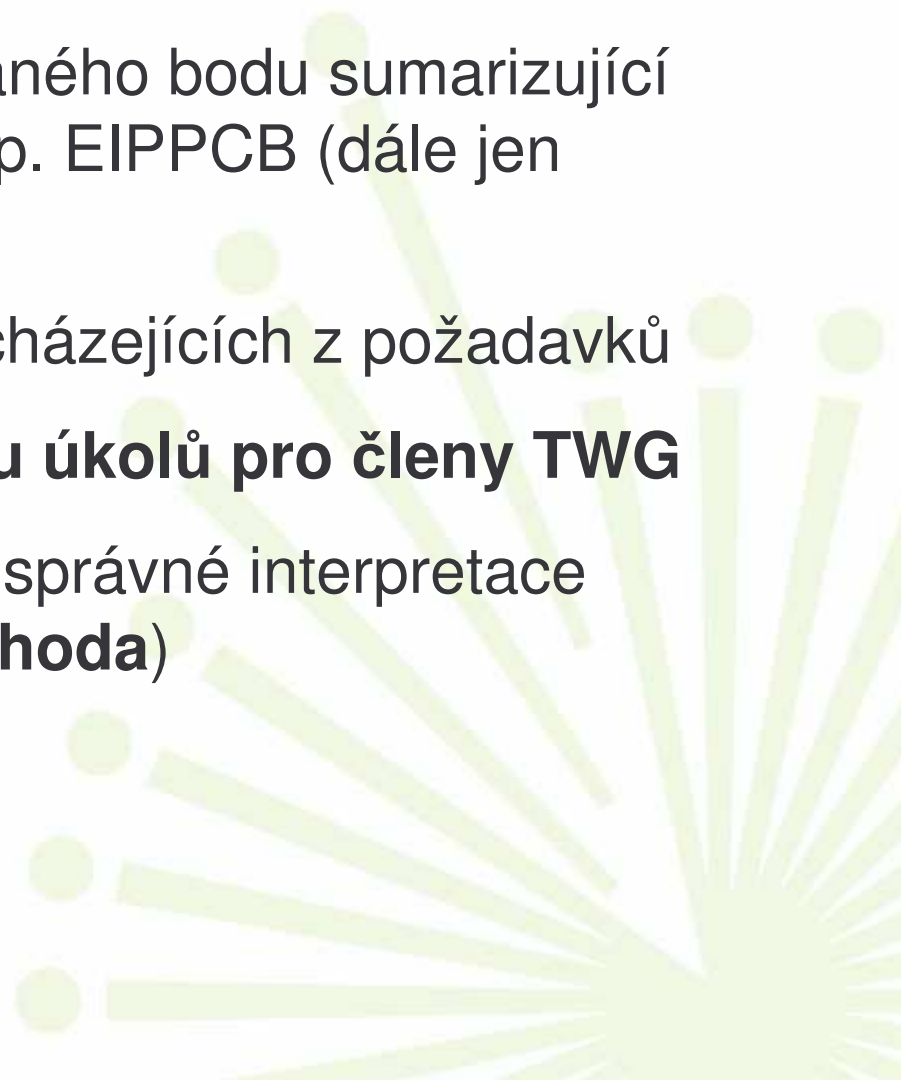 aného bodu sumarizující
p. EIPPCB (dále jen
cházejících z požadavků
u úkolů pro členy TWG
správné interpretace
hoda)